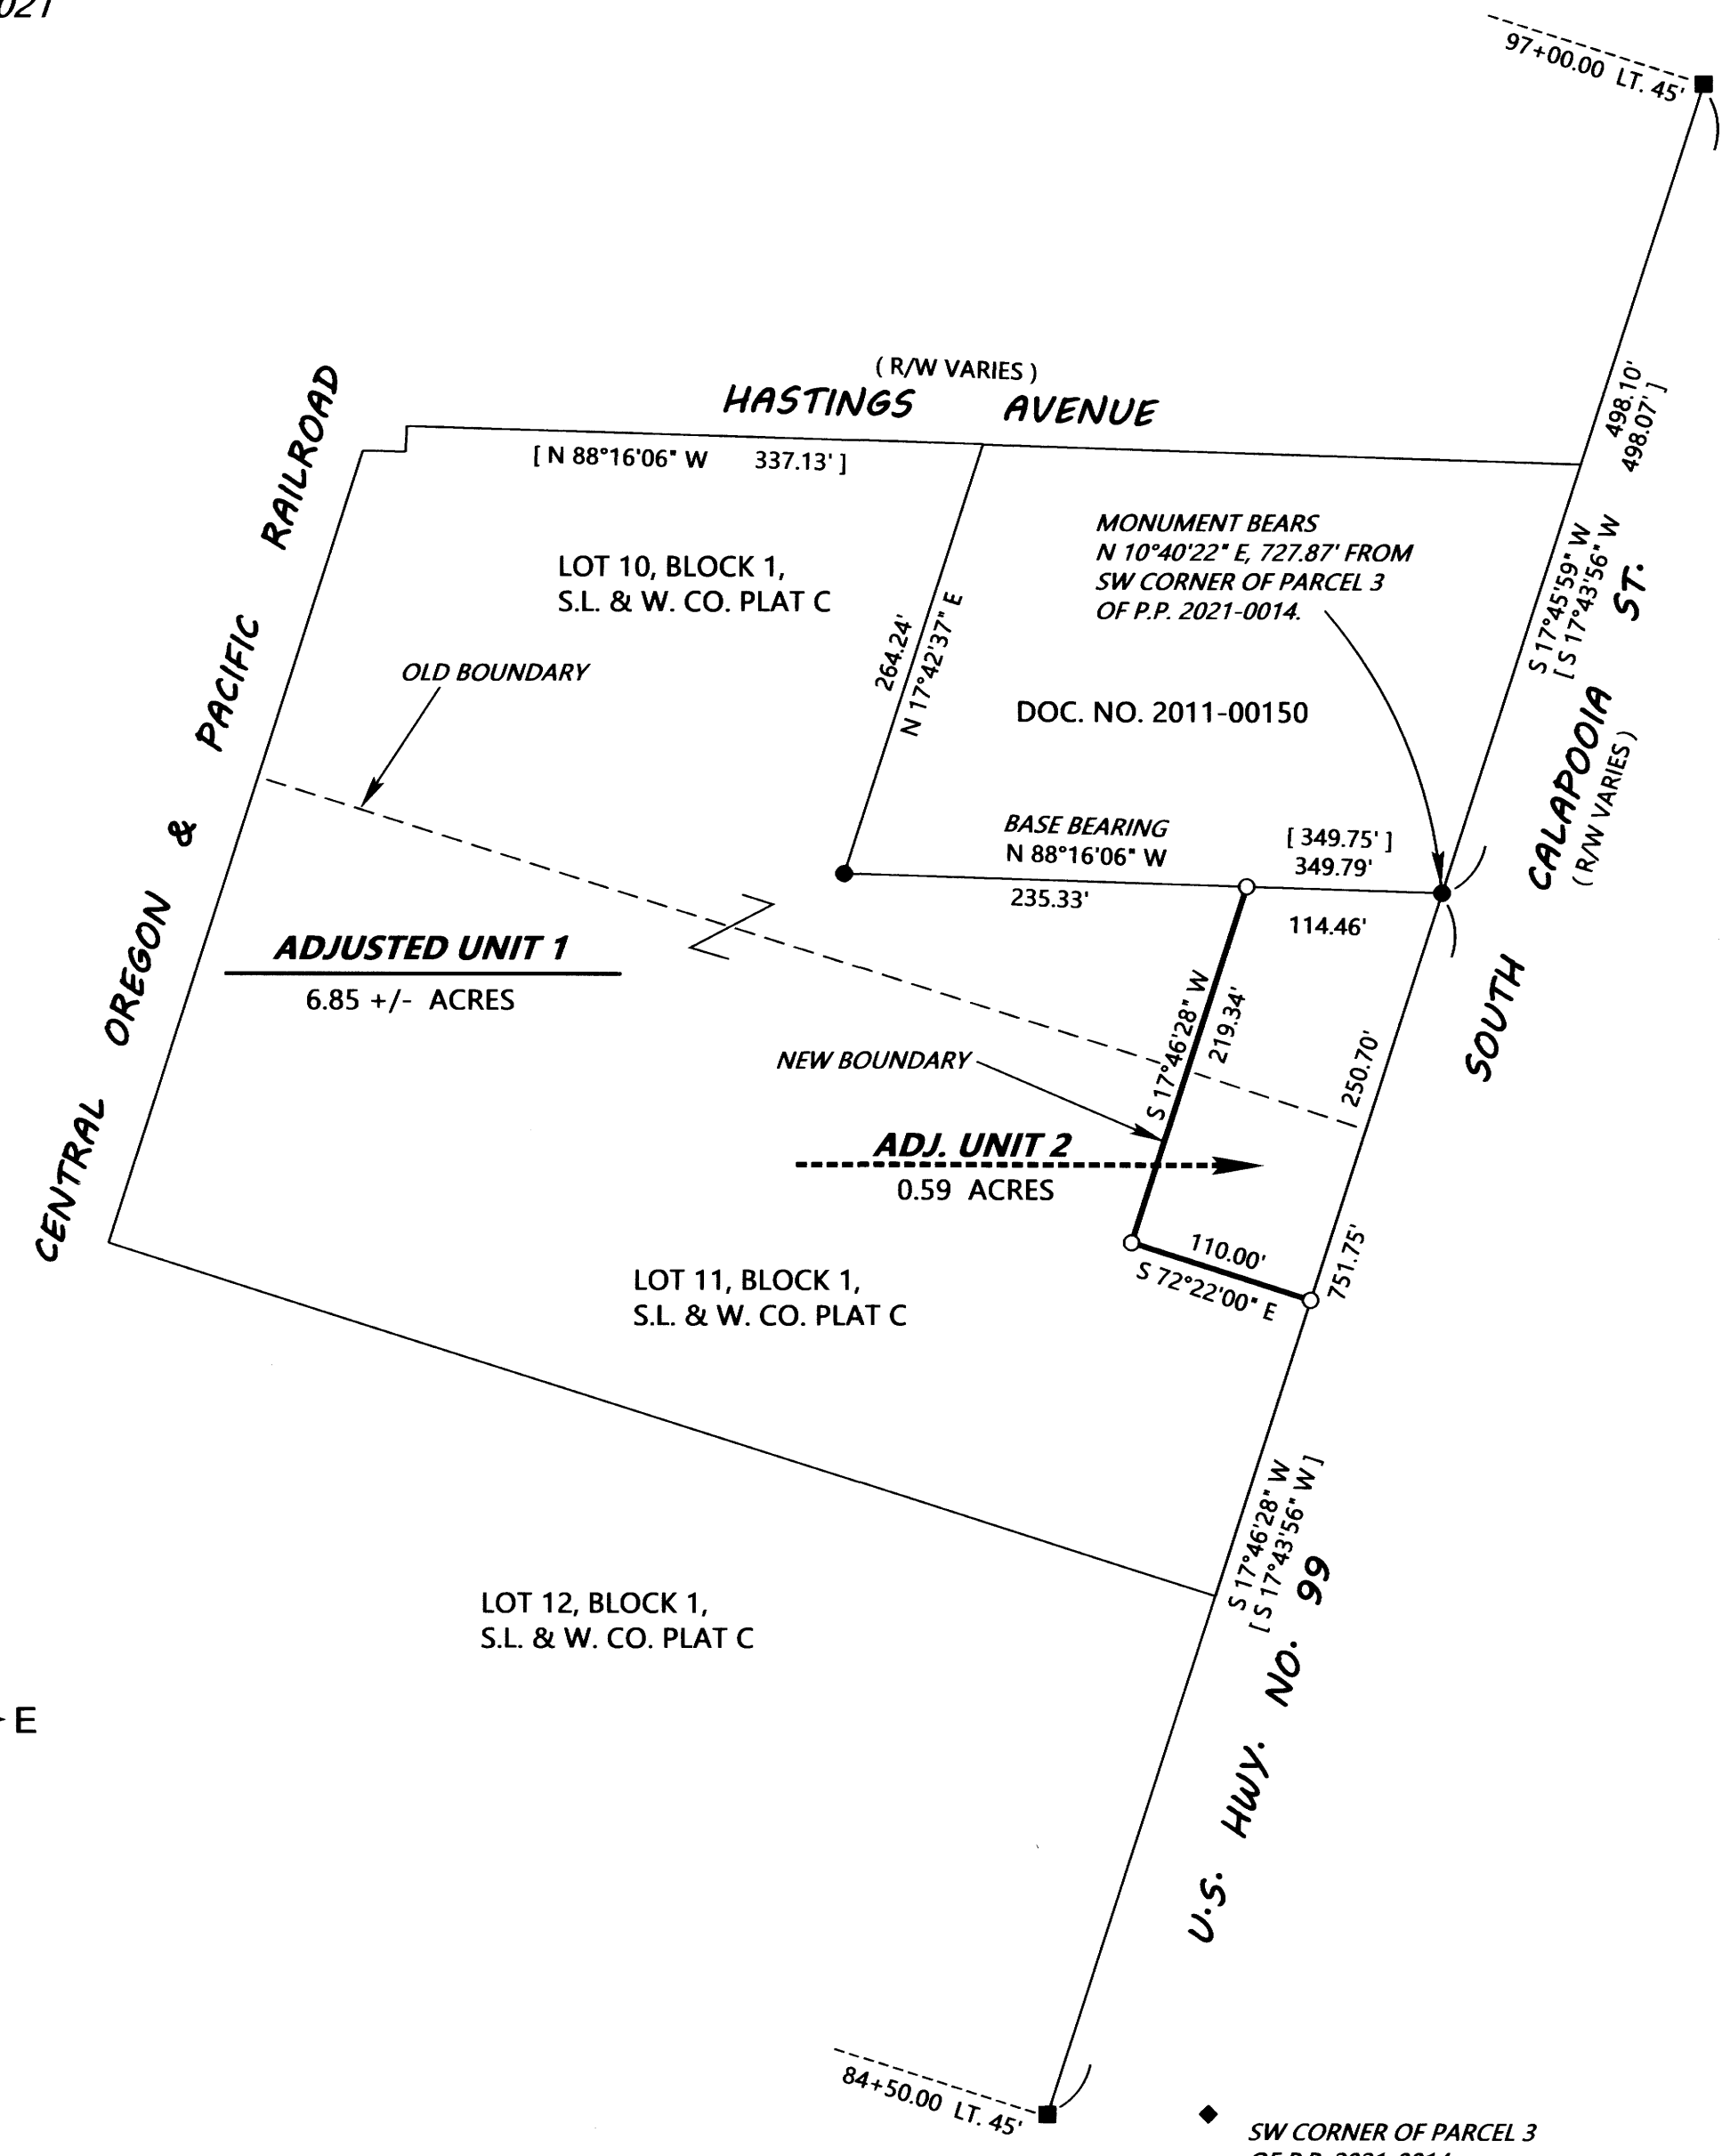 97+00.00 LT. 45'
( R/W VARIES )
HASTINGS AVENUE
[ N 88°16'06" W 337.13' ]
498.10'
498.07' ]
S 17°45'59" W
[ S 17°43'56" W
MONUMENT BEARS
N 10°40'22" E, 727.87' FROM
SW CORNER OF PARCEL 3
OF P.P. 2021-0014.
LOT 10, BLOCK 1,
S.L. & W. CO. PLAT C
264.24'
N 17°42'37" E
OLD BOUNDARY
DOC. NO. 2011-00150
CENTRAL OREGON & PACIFIC RAILROAD
SOUTH CALAPOOIA ST.
( R/W VARIES )
BASE BEARING
N 88°16'06" W
[ 349.75' ]
349.79'
235.33'
114.46'
ADJUSTED UNIT 1
6.85 +/- ACRES
S 17°46'28" W
219.34'
250.70'
NEW BOUNDARY
ADJ. UNIT 2
0.59 ACRES
110.00'
S 72°22'00" E
751.75'
LOT 11, BLOCK 1,
S.L. & W. CO. PLAT C
S 17°46'28" W
[ S 17°43'56" W ]
U.S. HWY. NO. 99
LOT 12, BLOCK 1,
S.L. & W. CO. PLAT C
E
84+50.00 LT. 45'
SW CORNER OF PARCEL 3